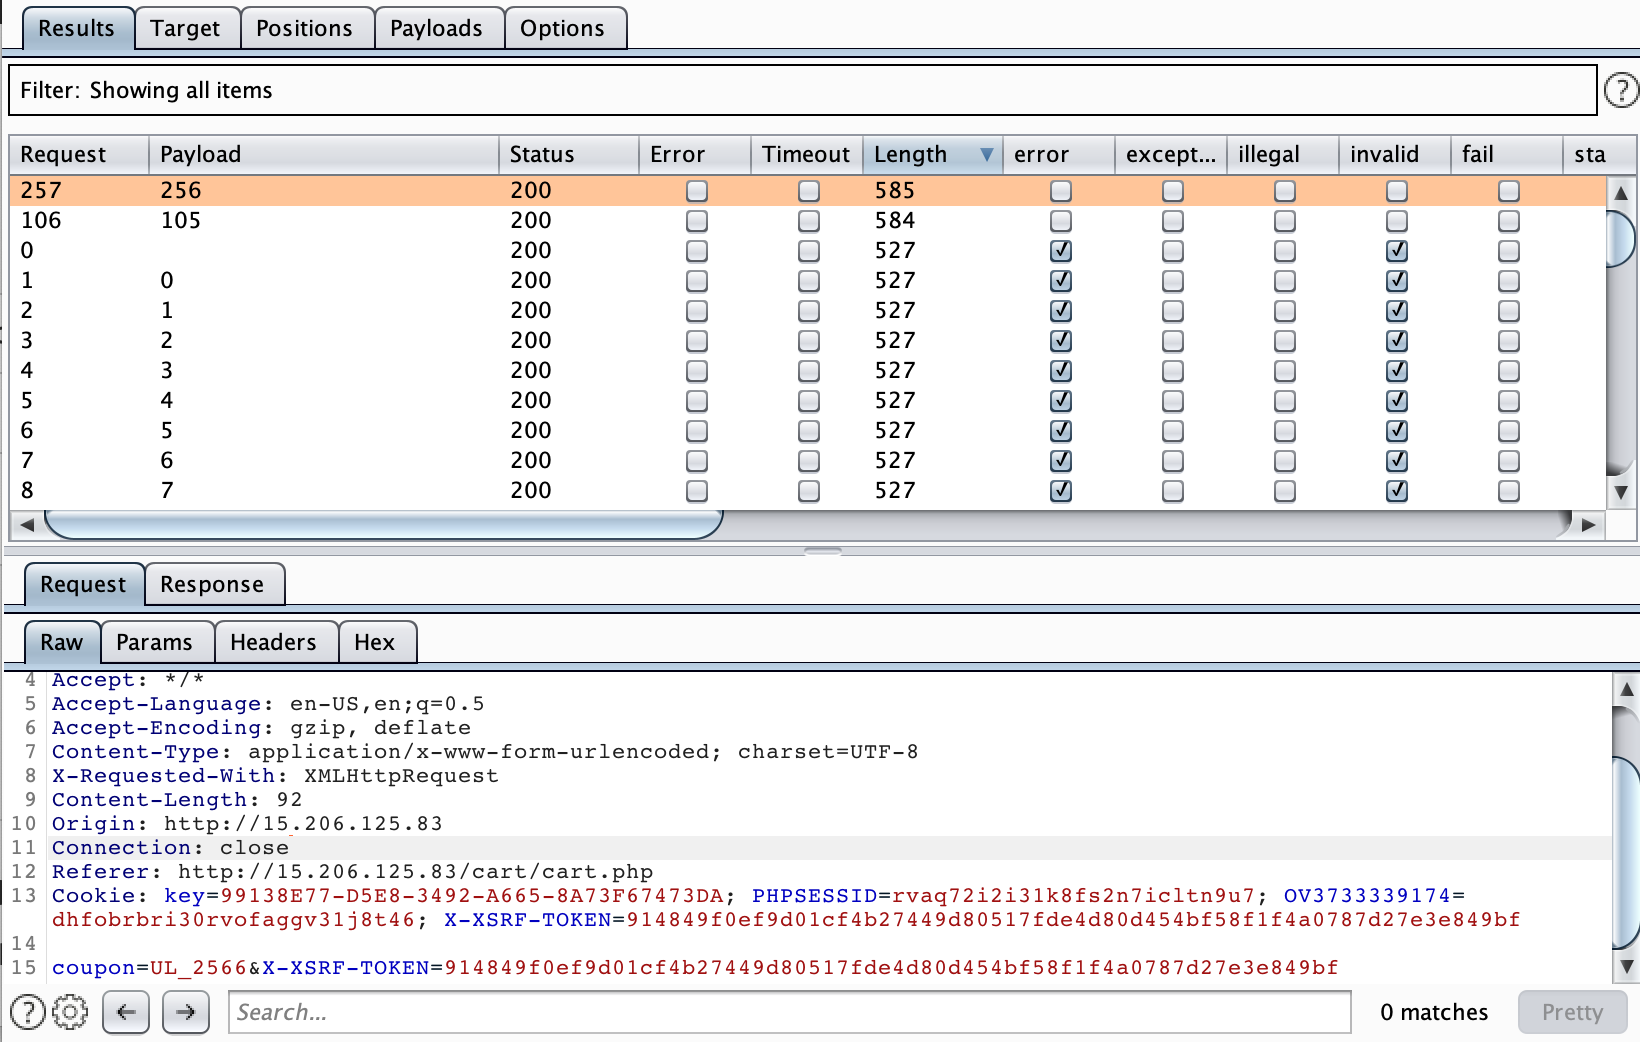 Results Target Positions Payloads Options
Filter: Showing all items ?
Request Payload Status Error Timeout Length error except... illegal invalid fail sta
257 256 200 585
106 105 200 584
0 200 527
1 0 200 527
2 1 200 527
3 2 200 527
4 3 200 527
5 4 200 527
6 5 200 527
7 6 200 527
8 7 200 527
Request Response
Raw Params Headers Hex
4 Accept: */*
5 Accept-Language: en-US,en;q=0.5
6 Accept-Encoding: gzip, deflate
7 Content-Type: application/x-www-form-urlencoded; charset=UTF-8
8 X-Requested-With: XMLHttpRequest
9 Content-Length: 92
10 Origin: http://15.206.125.83
11 Connection: close
12 Referer: http://15.206.125.83/cart/cart.php
13 Cookie: key=99138E77-D5E8-3492-A665-8A73F67473DA; PHPSESSID=rvaq72i2i31k8fs2n7icltn9u7; OV3733339174=
dhfobrbri30rvofaggv31j8t46; X-XSRF-TOKEN=914849f0ef9d01cf4b27449d80517fde4d80d454bf58f1f4a0787d27e3e849bf
14
15 coupon=UL_2566&X-XSRF-TOKEN=914849f0ef9d01cf4b27449d80517fde4d80d454bf58f1f4a0787d27e3e849bf
? Search... 0 matches Pretty